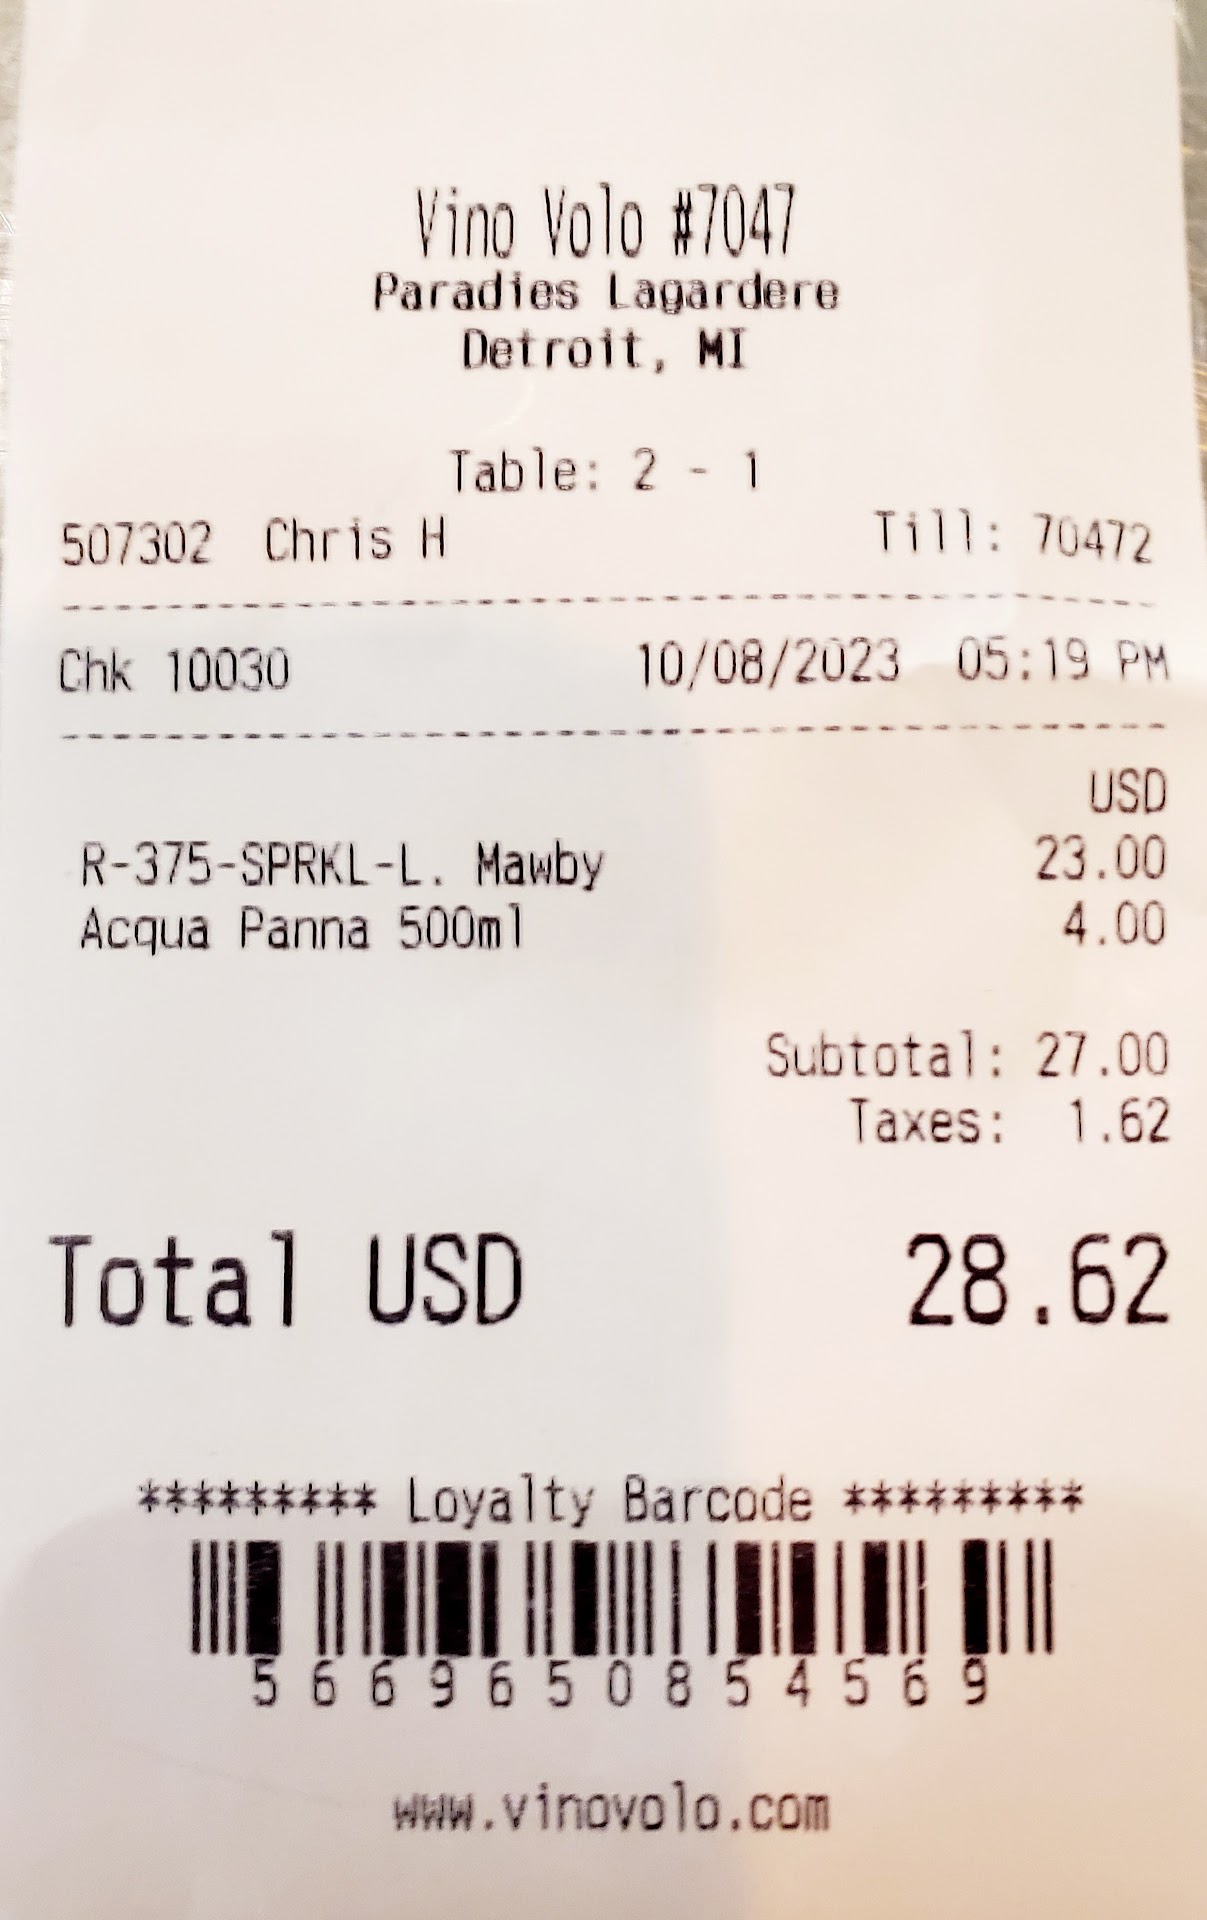 Vino Volo #7047
Paradies Lagardere
Detroit, MI
Table: 2 - 1
507302 Chris H Till: 70472
Chk 10030 10/08/2023 05:19 PM
USD
R-375-SPRKL-L. Mawby 23.00
Acqua Panna 500ml 4.00
Subtotal: 27.00
Taxes: 1.62
Total USD 28.62
********* Loyalty Barcode *********
5669650854569
www.vinovolo.com